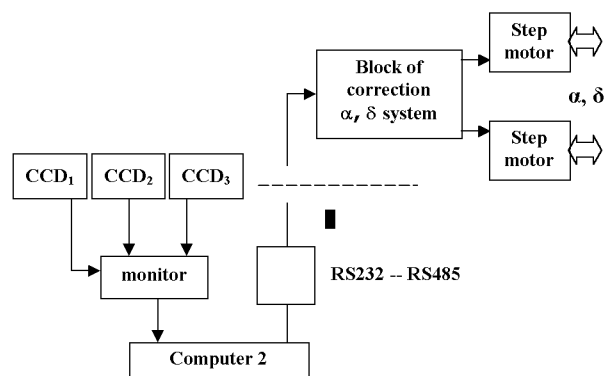 Step
motor
Block of
correction
α, δ system
α, δ
Step
motor
CCD₁
CCD₂
CCD₃
monitor
RS232 -- RS485
Computer 2